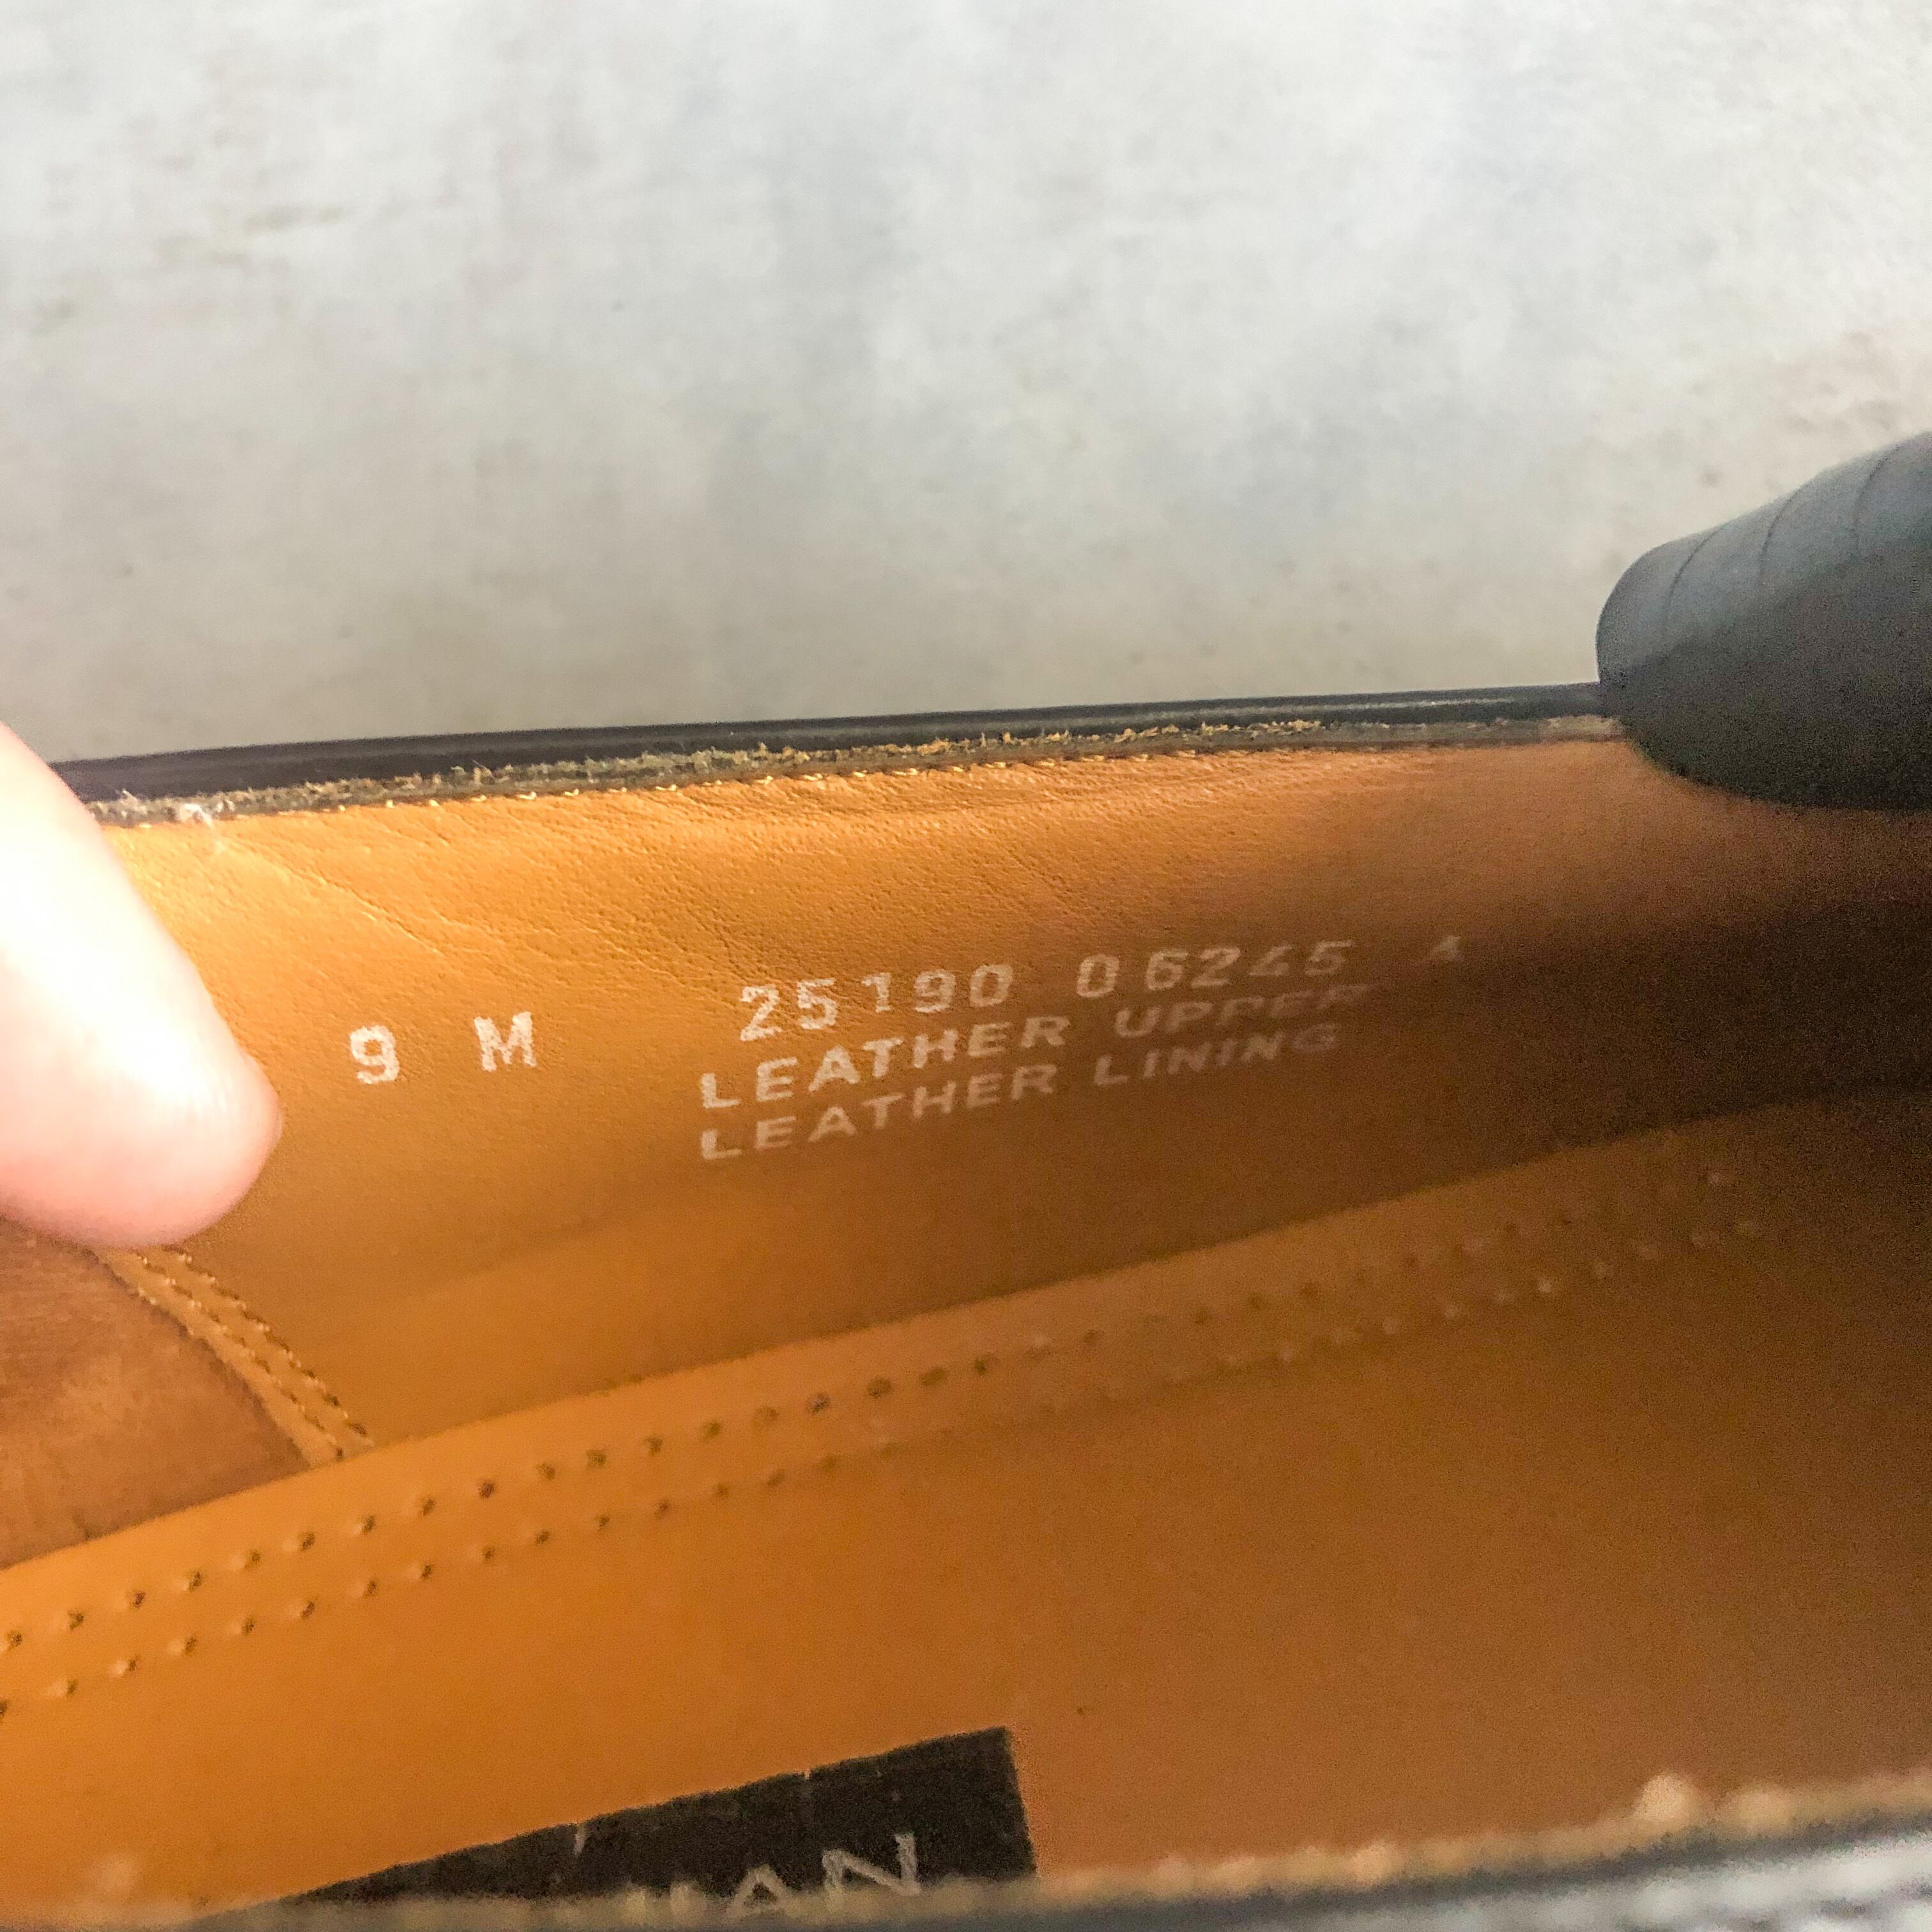 9 M 25190 06245 A
LEATHER UPPER
LEATHER LINING